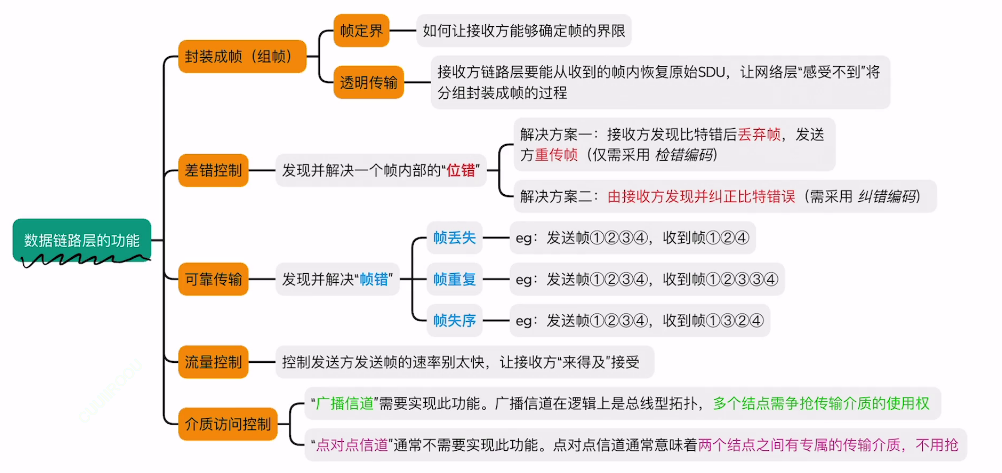 数据链路层的功能
封装成帧（组帧）
帧定界
如何让接收方能够确定帧的界限
透明传输
接收方链路层要能从收到的帧内恢复原始SDU，让网络层“感受不到”将
分组封装成帧的过程
差错控制
发现并解决一个帧内部的“位错”
解决方案一：接收方发现比特错后丢弃帧，发送
方重传帧（仅需采用 检错编码）
解决方案二：由接收方发现并纠正比特错误（需采用 纠错编码）
可靠传输
发现并解决“帧错”
帧丢失
eg：发送帧①②③④，收到帧①②④
帧重复
eg：发送帧①②③④，收到帧①②③③④
帧失序
eg：发送帧①②③④，收到帧①③②④
流量控制
控制发送方发送帧的速率别太快，让接收方“来得及”接受
介质访问控制
“广播信道”需要实现此功能。广播信道在逻辑上是总线型拓扑，多个结点需争抢传输介质的使用权
“点对点信道”通常不需要实现此功能。点对点信道通常意味着两个结点之间有专属的传输介质，不用抢